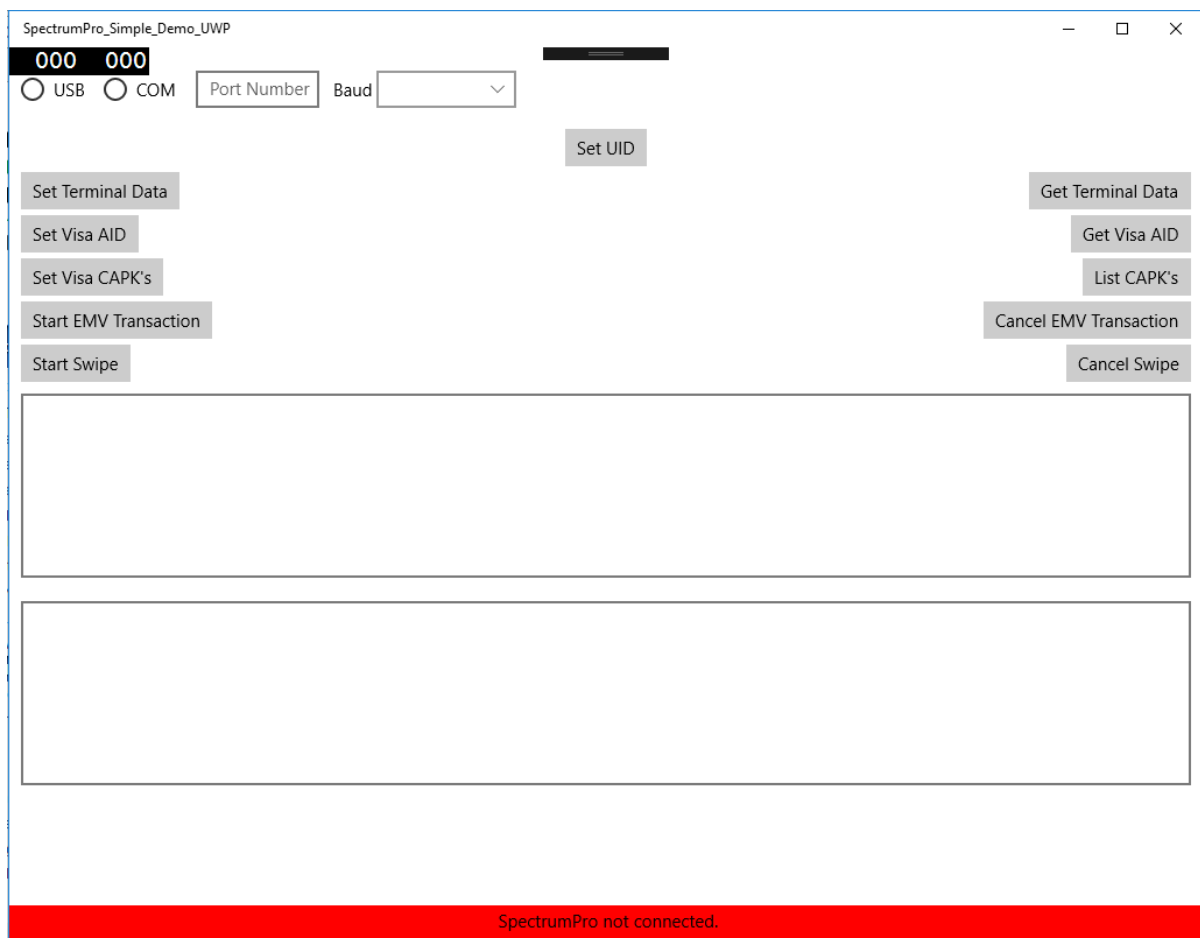 SpectrumPro_Simple_Demo_UWP
000 000
USB COM Port Number Baud
Set UID
Set Terminal Data Get Terminal Data
Set Visa AID Get Visa AID
Set Visa CAPK's List CAPK's
Start EMV Transaction Cancel EMV Transaction
Start Swipe Cancel Swipe
SpectrumPro not connected.